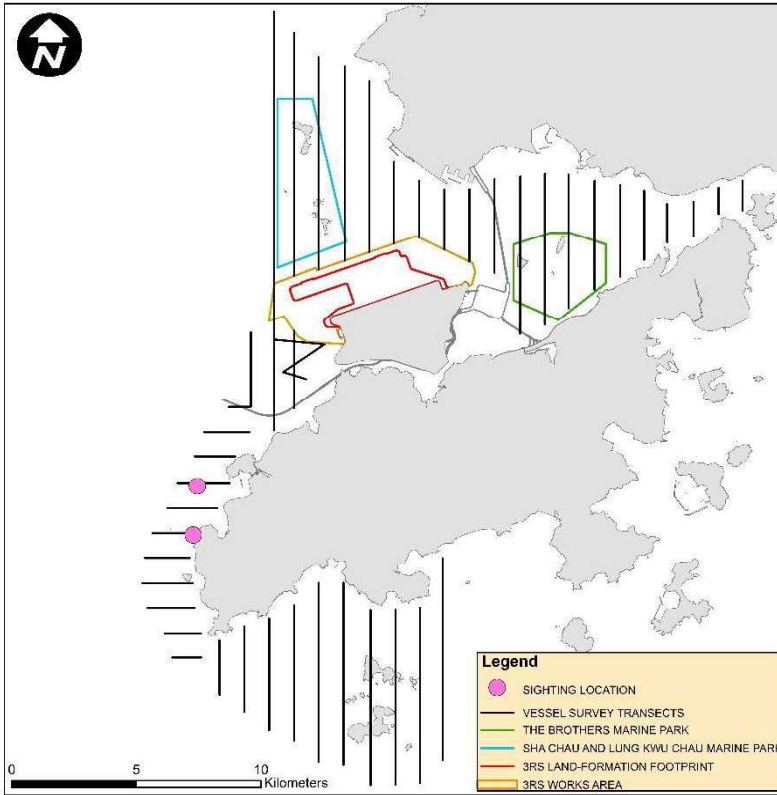 N
Legend
SIGHTING LOCATION
VESSEL SURVEY TRANSECTS
THE BROTHERS MARINE PARK
SHA CHAU AND LUNG KWU CHAU MARINE PARK
3RS LAND-FORMATION FOOTPRINT
3RS WORKS AREA
0 5 10
Kilometers